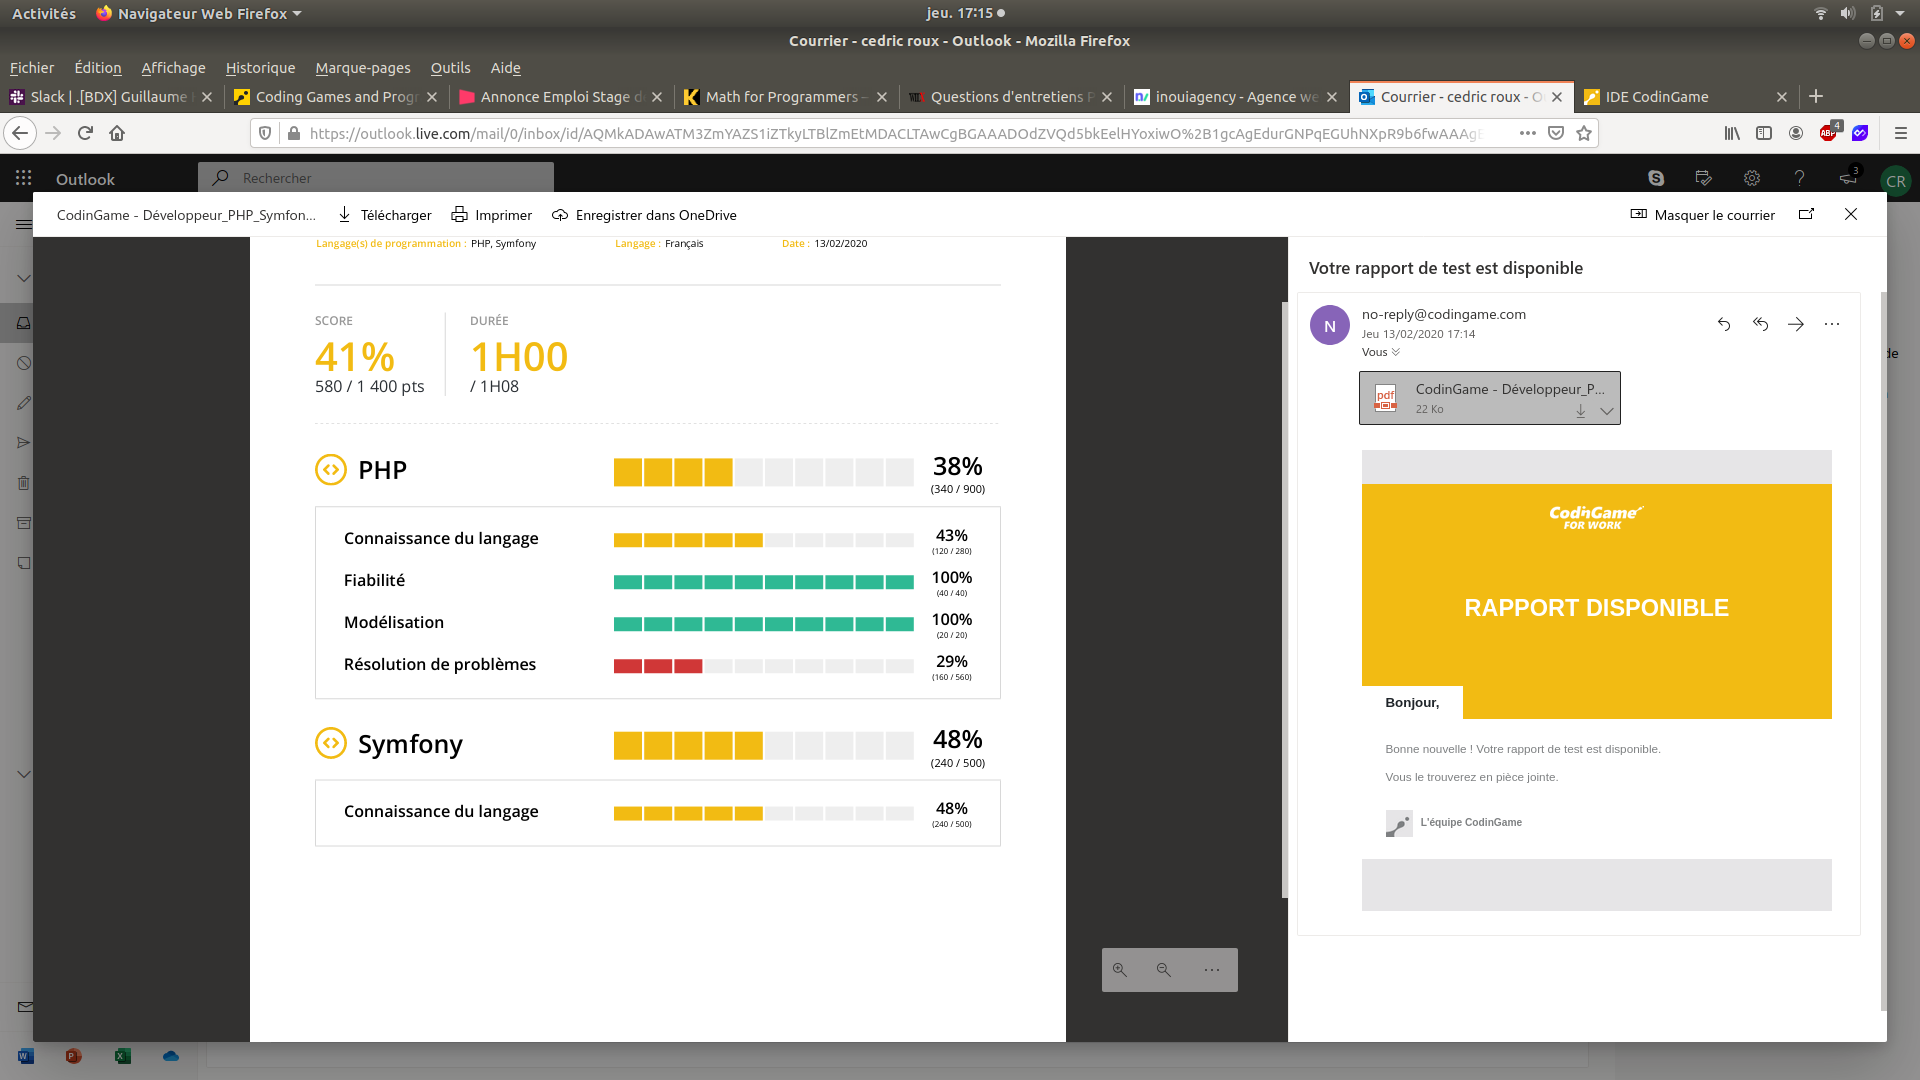 Activités Navigateur Web Firefox jeu. 17:15
Courrier - cedric roux - Outlook - Mozilla Firefox
Fichier Édition Affichage Historique Marque-pages Outils Aide
Slack | .[BDX] Guillaume Coding Games and Prog Annonce Emploi Stage d Math for Programmers - Questions d'entretiens P inouiagency - Agence we Courrier - cedric roux - O IDE CodinGame
https://outlook.live.com/mail/0/inbox/id/ 4
Outlook Rechercher 3 CR
CodinGame - Développeur_PHP_Symfon... Télécharger Imprimer Enregistrer dans OneDrive Masquer le courrier
Langage(s) de programmation : PHP, Symfony Langage : Français Date : 13/02/2020
SCORE DURÉE
41% 1H00
580 / 1 400 pts / 1H08
PHP 38%
(340 / 900)
Connaissance du langage 43%
(120 / 280)
Fiabilité 100%
(40 / 40)
Modélisation 100%
(20 / 20)
Résolution de problèmes 29%
(160 / 560)
Symfony 48%
(240 / 500)
Connaissance du langage 48%
(240 / 500)
Votre rapport de test est disponible
N no-reply@codingame.com
Jeu 13/02/2020 17:14
Vous
pdf CodinGame - Développeur_P...
22 Ko
de
CodinGame
FOR WORK
RAPPORT DISPONIBLE
Bonjour,
Bonne nouvelle ! Votre rapport de test est disponible.
Vous le trouverez en pièce jointe.
L'équipe CodinGame